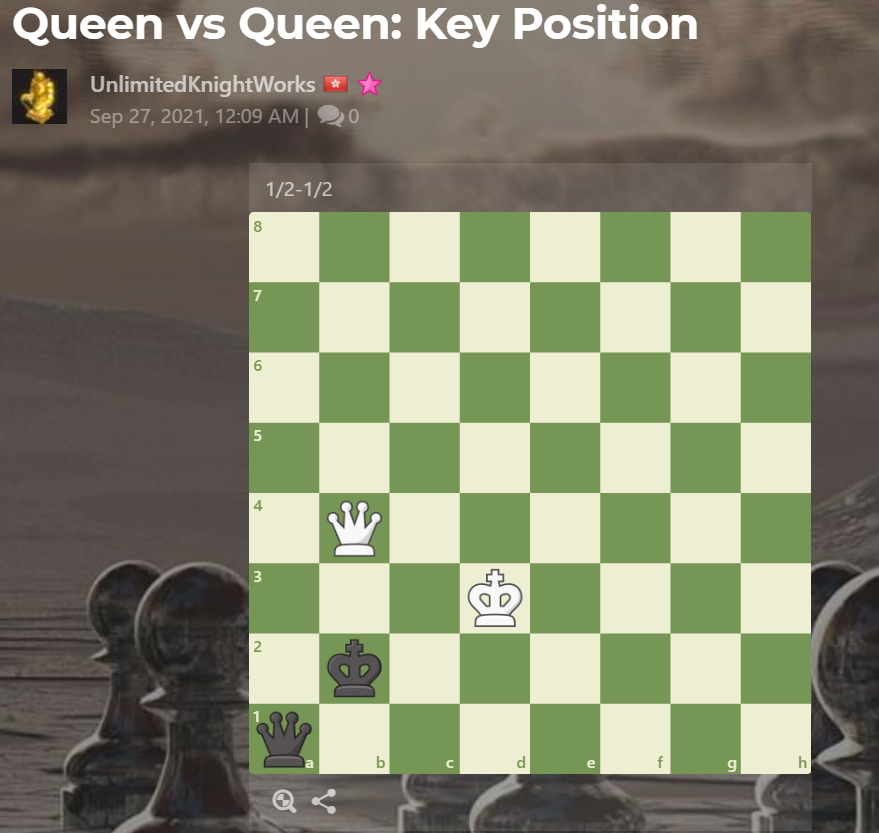 Queen vs Queen: Key Position
UnlimitedKnightWorks
Sep 27, 2021, 12:09 AM | 0
1/2-1/2
8
7
6
5
4
3
2
1
a b c d e f g h